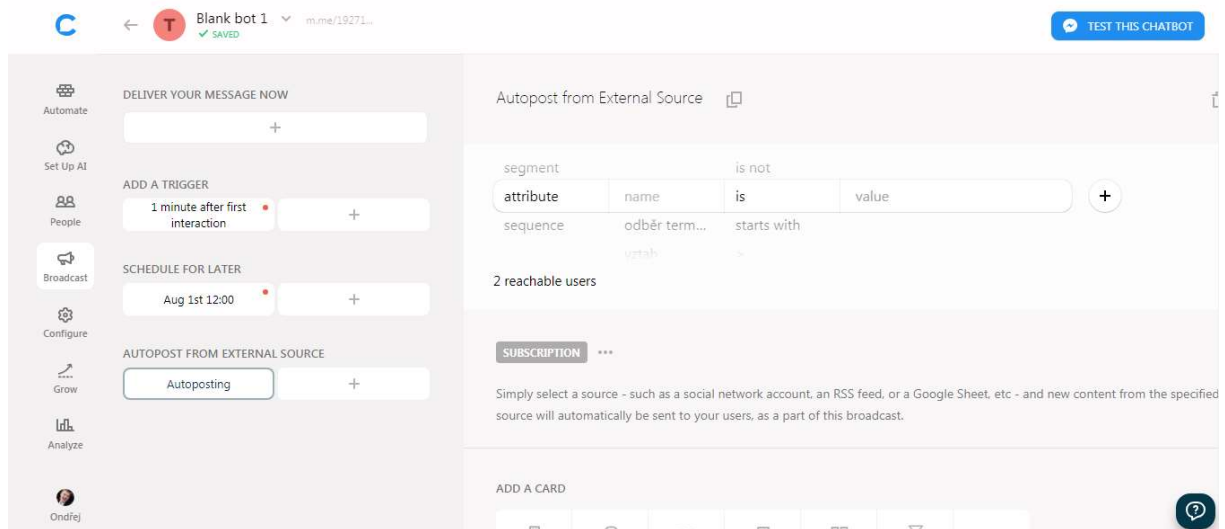 Blank bot 1 m.me/19271...
SAVED
TEST THIS CHATBOT
Automate
Set Up AI
People
Broadcast
Configure
Grow
Analyze
Ondřej
DELIVER YOUR MESSAGE NOW
+
ADD A TRIGGER
1 minute after first
interaction
+
SCHEDULE FOR LATER
Aug 1st 12:00
+
AUTOPOST FROM EXTERNAL SOURCE
Autoposting
+
Autopost from External Source
segment is not
attribute name is value +
sequence odběr term... starts with
vztah >
2 reachable users
SUBSCRIPTION ...
Simply select a source - such as a social network account, an RSS feed, or a Google Sheet, etc - and new content from the specified
source will automatically be sent to your users, as a part of this broadcast.
ADD A CARD
T